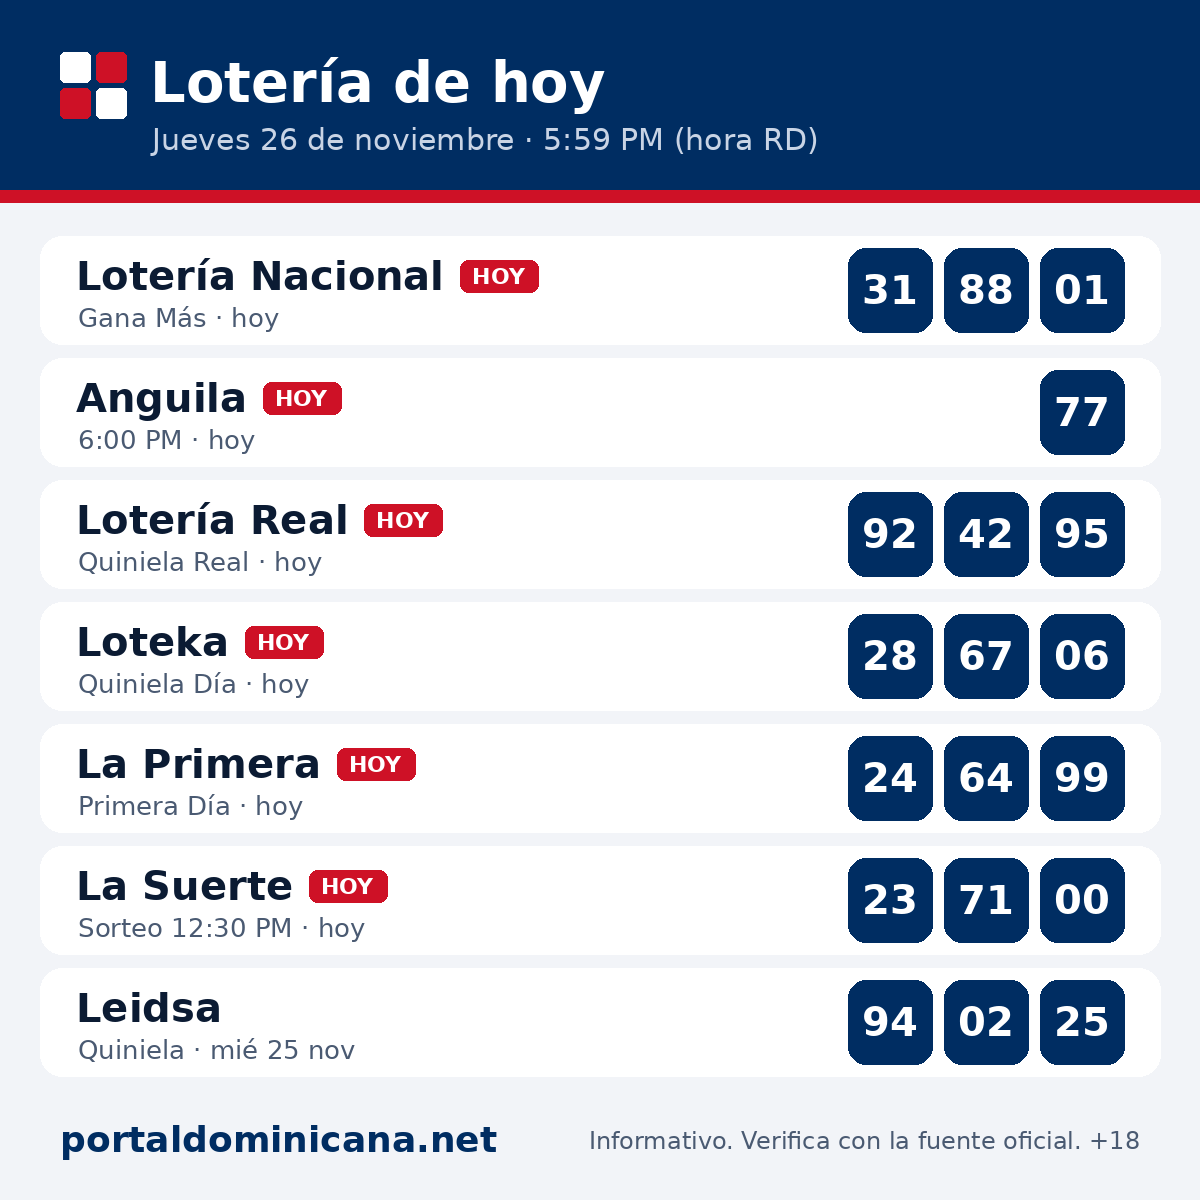 Lotería de hoy
Jueves 26 de noviembre · 5:59 PM (hora RD)
Lotería Nacional HOY
Gana Más · hoy
31 88 01
Anguila HOY
6:00 PM · hoy
77
Lotería Real HOY
Quiniela Real · hoy
92 42 95
Loteka HOY
Quiniela Día · hoy
28 67 06
La Primera HOY
Primera Día · hoy
24 64 99
La Suerte HOY
Sorteo 12:30 PM · hoy
23 71 00
Leidsa
Quiniela · mié 25 nov
94 02 25
portaldominicana.net
Informativo. Verifica con la fuente oficial. +18